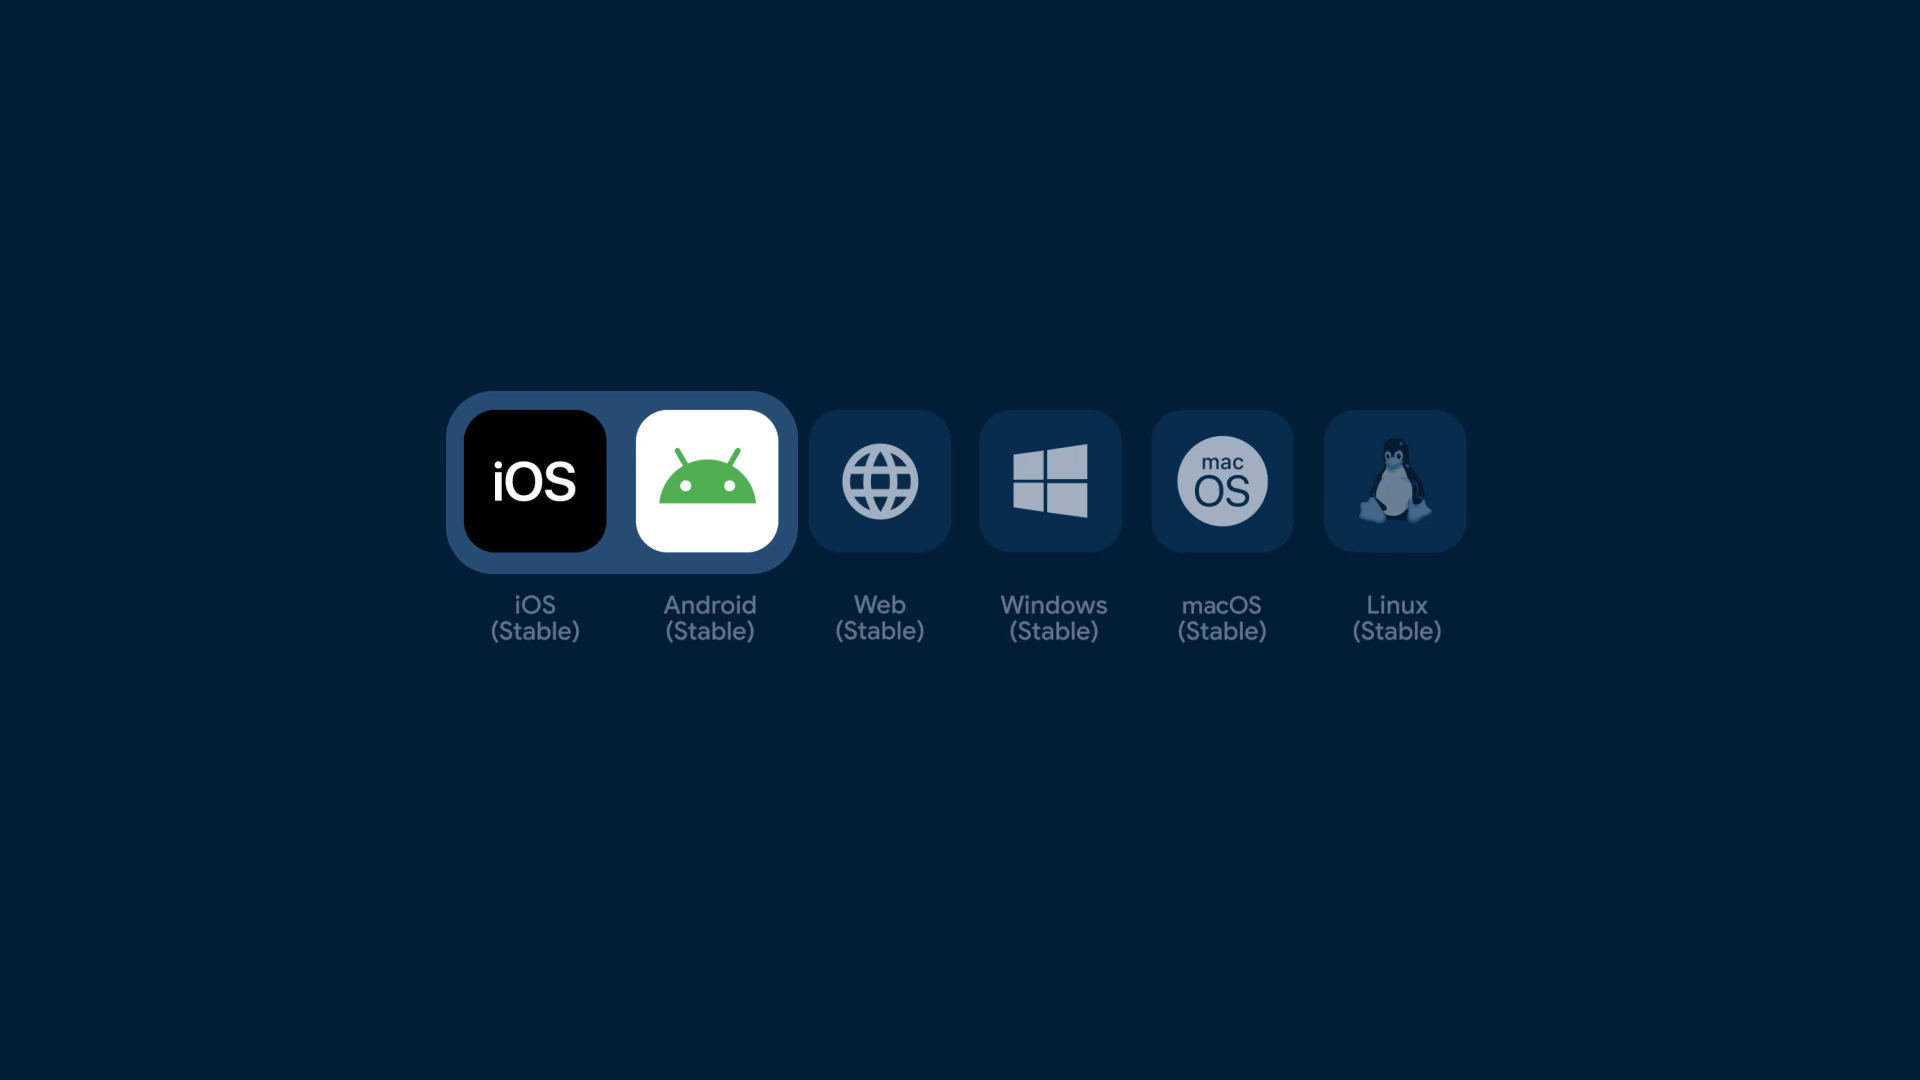 iOS
mac
OS
iOS
(Stable)
Android
(Stable)
Web
(Stable)
Windows
(Stable)
macOS
(Stable)
Linux
(Stable)